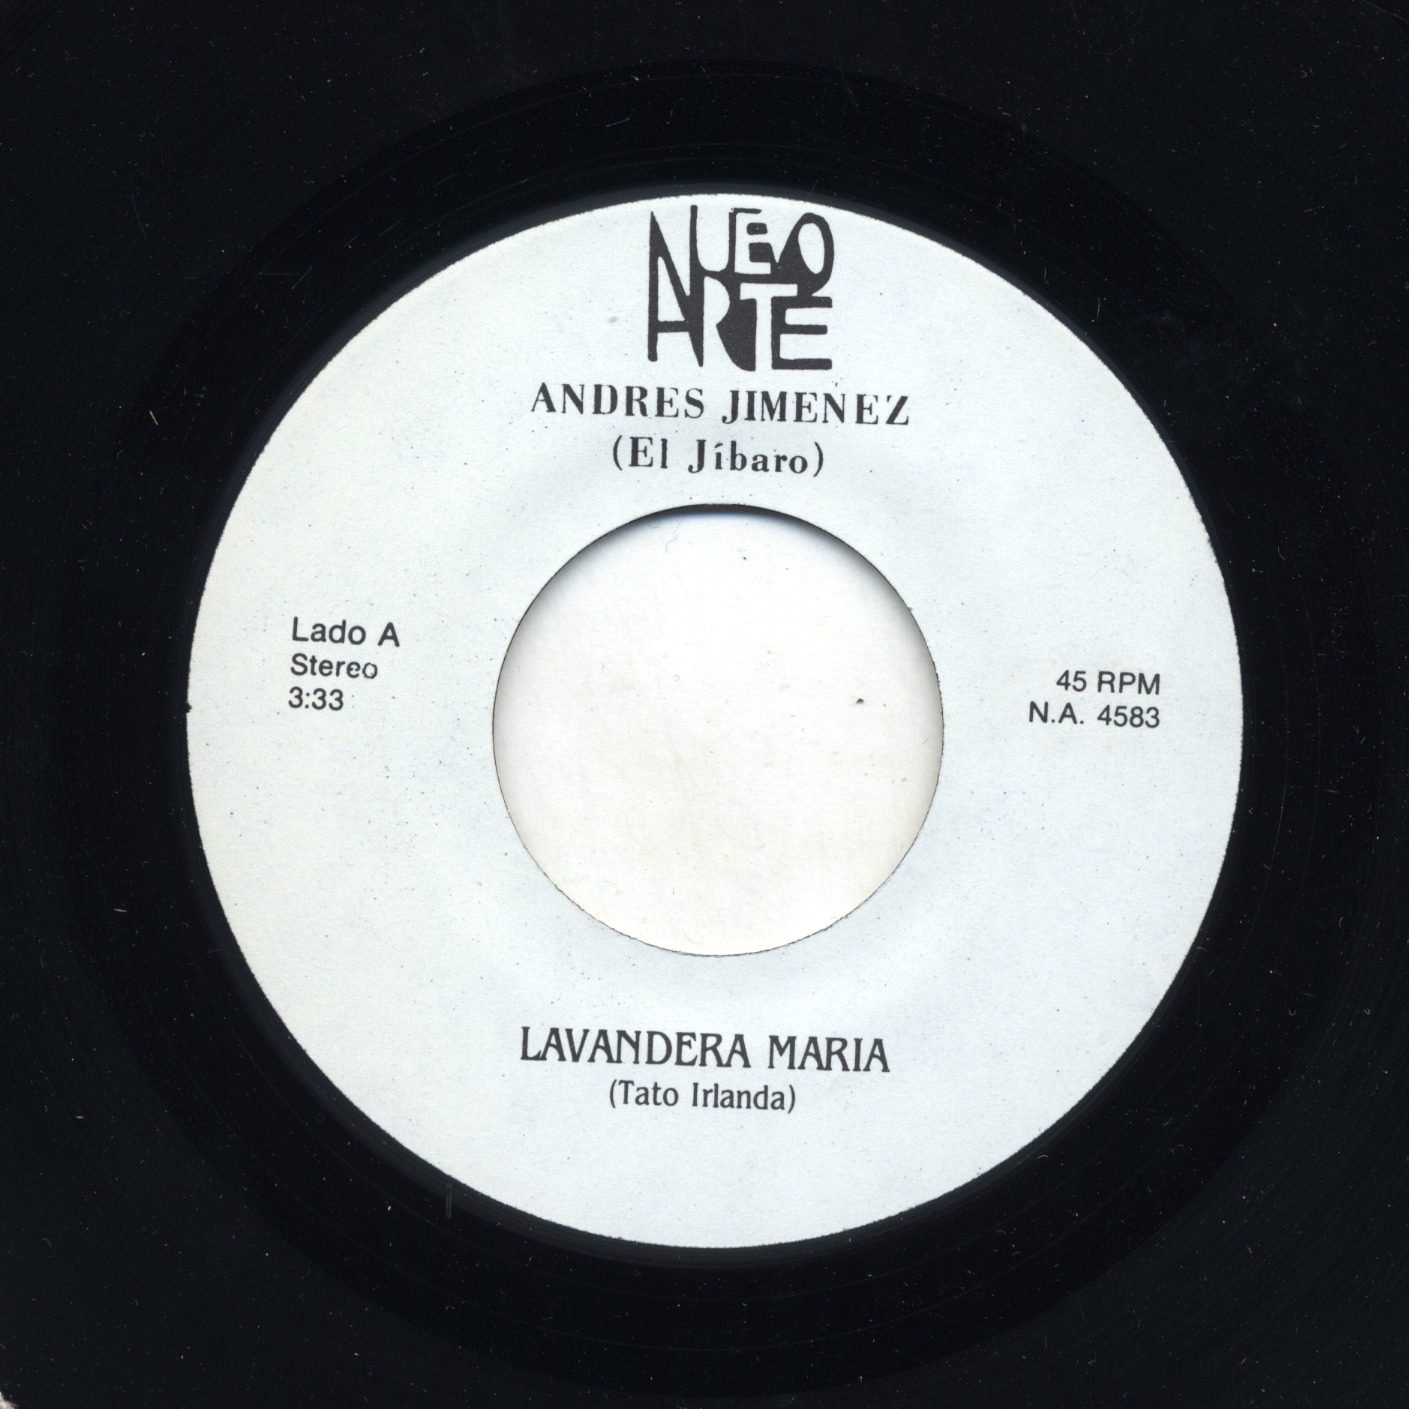 NUEVO
ARTE
ANDRES JIMENEZ
(El Jíbaro)
Lado A
Stereo
3:33
45 RPM
N.A. 4583
LAVANDERA MARIA
(Tato Irlanda)